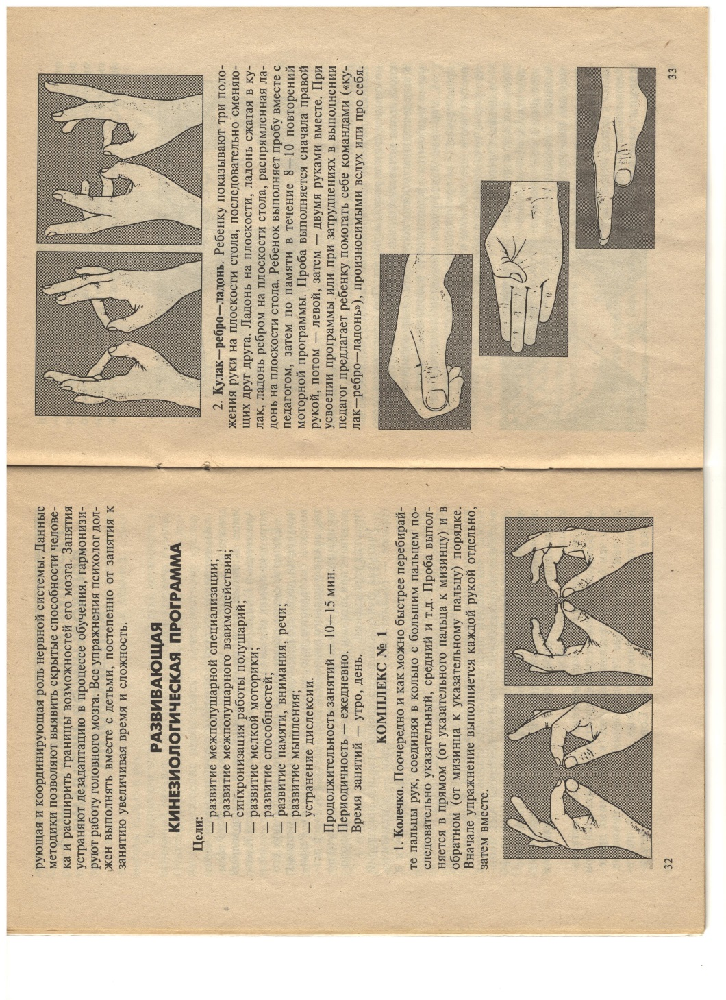 рующая и координирующая роль нервной системы. Данные
методики позволяют выявить скрытые способности челове-
ка и расширить границы возможностей его мозга. Занятия
устраняют дезадаптацию в процессе обучения, гармонизи-
руют работу головного мозга. Все упражнения психолог дол-
жен выполнять вместе с детьми, постепенно от занятия к
занятию увеличивая время и сложность.
РАЗВИВАЮЩАЯ
КИНЕЗИОЛОГИЧЕСКАЯ ПРОГРАММА
Цели:
— развитие межполушарной специализации;
— развитие межполушарного взаимодействия;
— синхронизация работы полушарий;
— развитие мелкой моторики;
— развитие способностей;
— развитие памяти, внимания, речи;
— развитие мышления;
— устранение дислексии.
Продолжительность занятий — 10—15 мин.
Периодичность — ежедневно.
Время занятий — утро, день.
КОМПЛЕКС № 1
1. Колечко. Поочередно и как можно быстрее перебирай-
те пальцы рук, соединяя в кольцо с большим пальцем по-
следовательно указательный, средний и т.д. Проба выпол-
няется в прямом (от указательного пальца к мизинцу) и в
обратном (от мизинца к указательному пальцу) порядке.
Вначале упражнение выполняется каждой рукой отдельно,
затем вместе.
32
2. Кулак—ребро—ладонь. Ребенку показывают три поло-
жения руки на плоскости стола, последовательно сменяю-
щих друг друга. Ладонь на плоскости, ладонь сжатая в ку-
лак, ладонь ребром на плоскости стола, распрямленная ла-
донь на плоскости стола. Ребенок выполняет пробу вместе с
педагогом, затем по памяти в течение 8—10 повторений
моторной программы. Проба выполняется сначала правой
рукой, потом — левой, затем — двумя руками вместе. При
усвоении программы или при затруднениях в выполнении
педагог предлагает ребенку помогать себе командами («ку-
лак—ребро—ладонь»), произносимыми вслух или про себя.
33